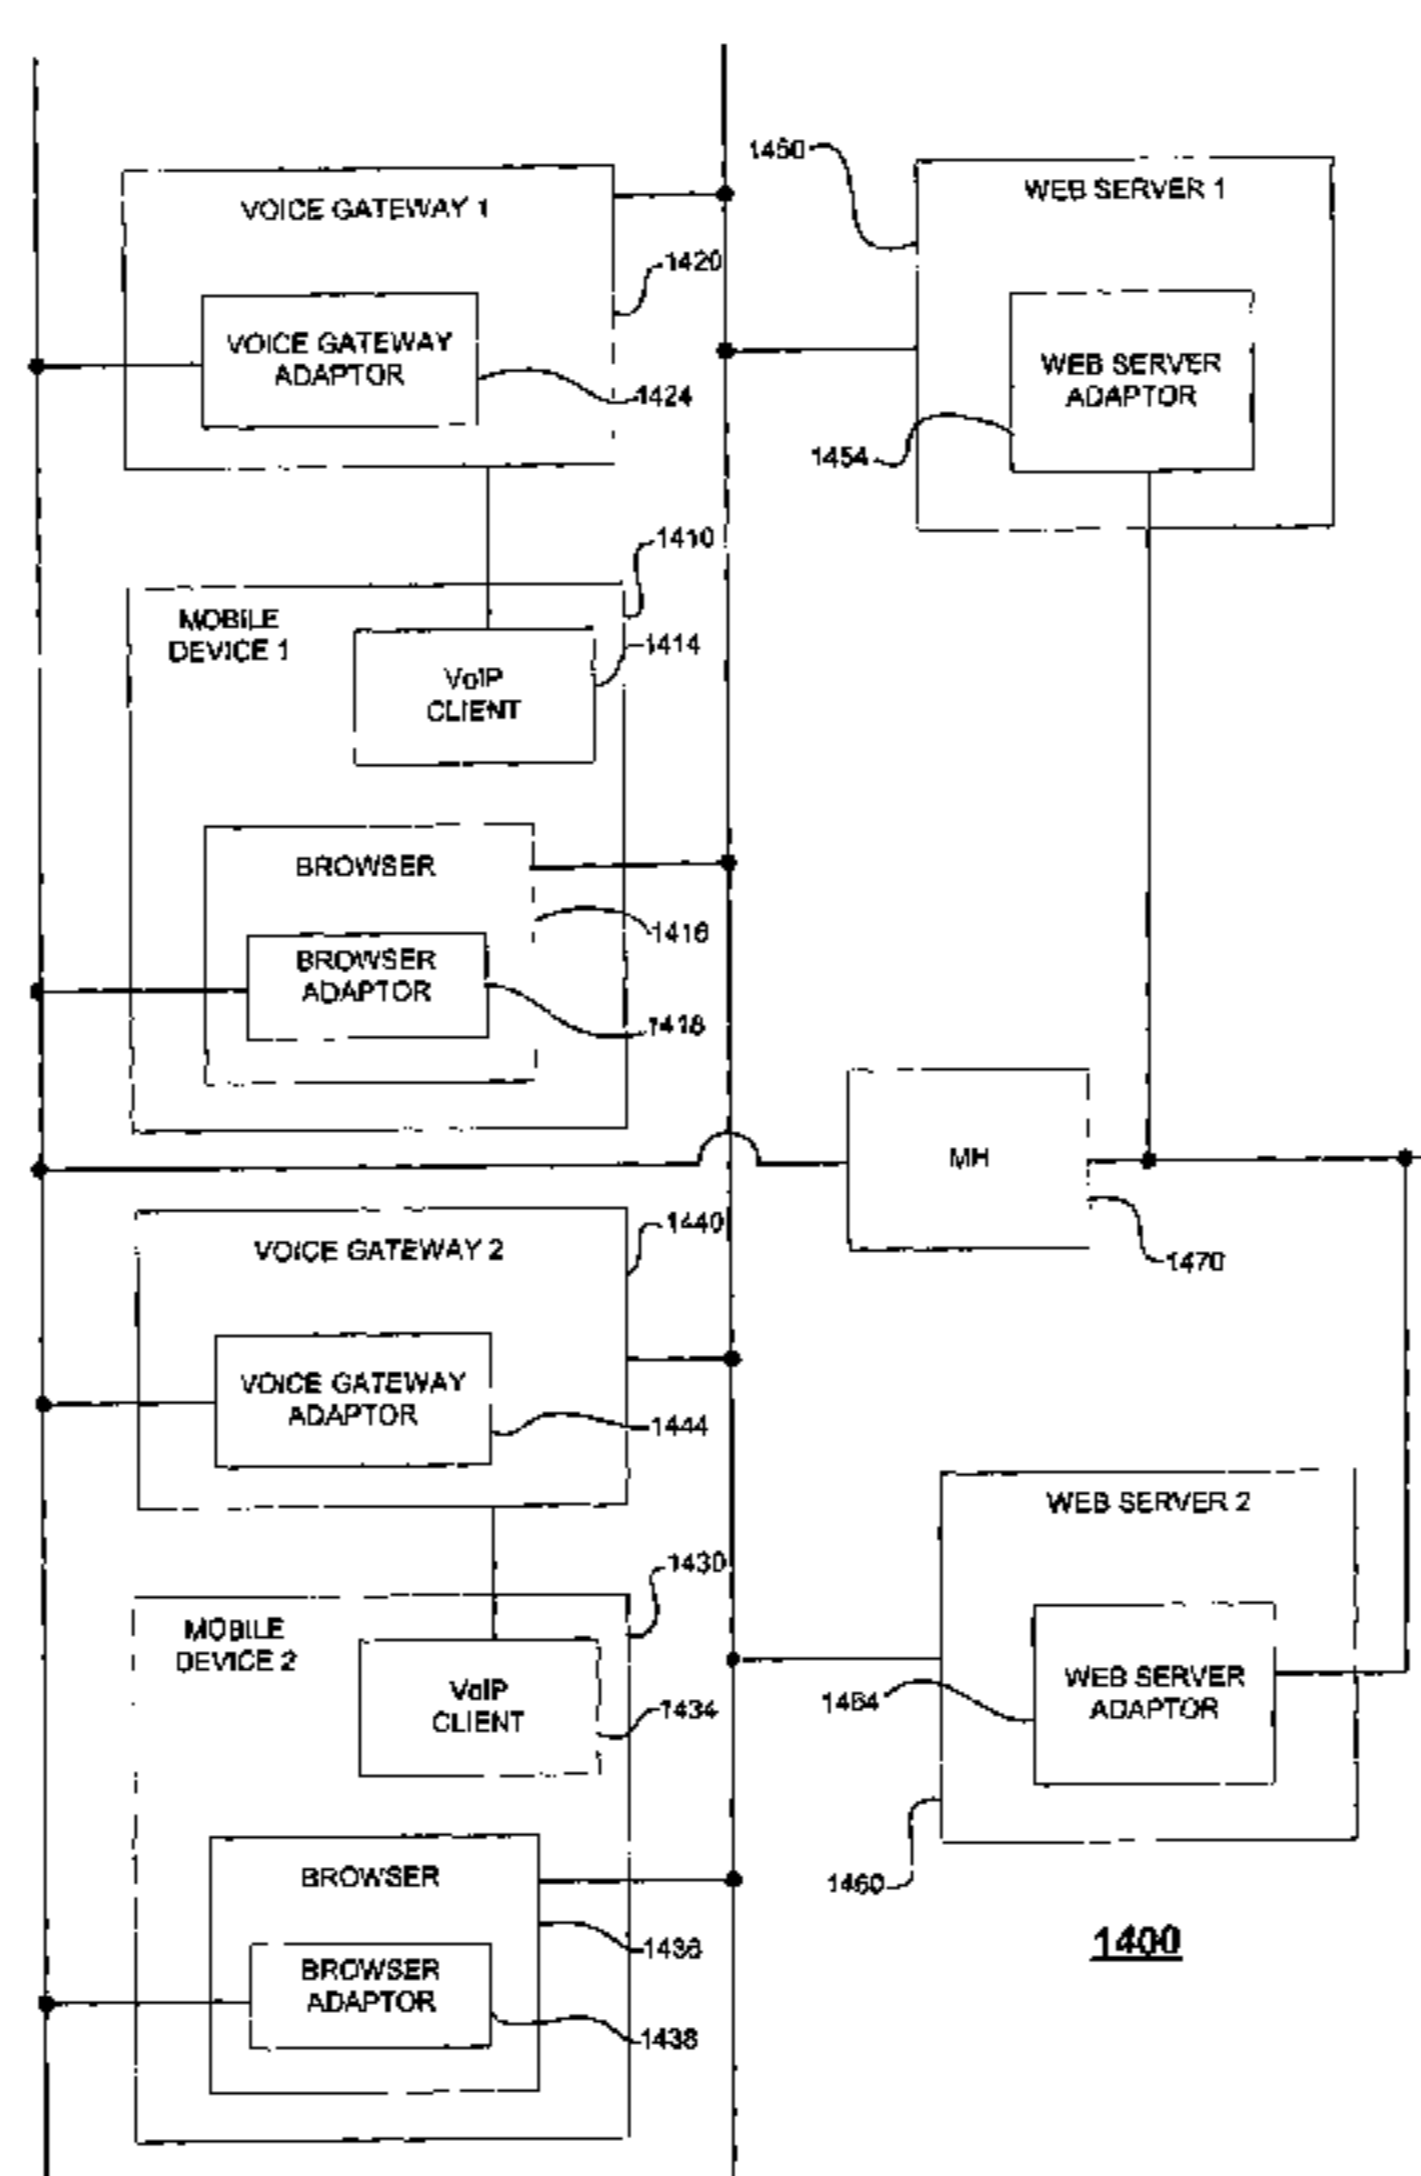 1450
WEB SERVER 1
VOICE GATEWAY 1
1420
VOICE GATEWAY
ADAPTOR
1424
WEB SERVER
ADAPTOR
1454
1410
MOBILE
DEVICE 1
1414
VoIP
CLIENT
BROWSER
1416
BROWSER
ADAPTOR
1418
MH
1470
1440
VOICE GATEWAY 2
VOICE GATEWAY
ADAPTOR
1444
WEB SERVER 2
1430
MOBILE
DEVICE 2
VoIP
CLIENT
1434
WEB SERVER
ADAPTOR
1464
BROWSER
1460
1436
1400
BROWSER
ADAPTOR
1438